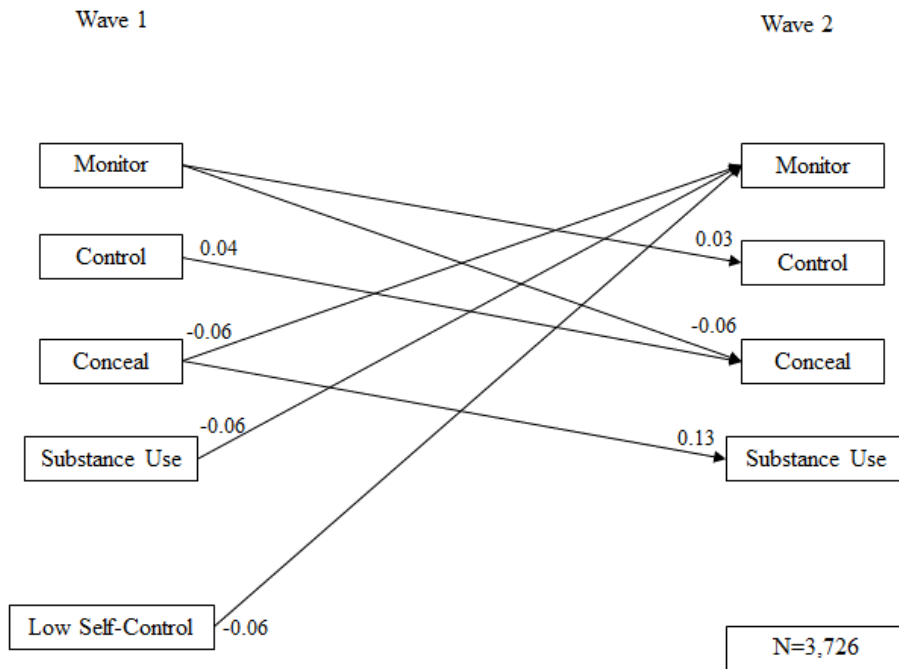 Wave 1
Wave 2
Monitor
Monitor
Control
0.04
0.03
Control
Conceal
-0.06
-0.06
Conceal
Substance Use
-0.06
0.13
Substance Use
Low Self-Control
-0.06
N=3,726